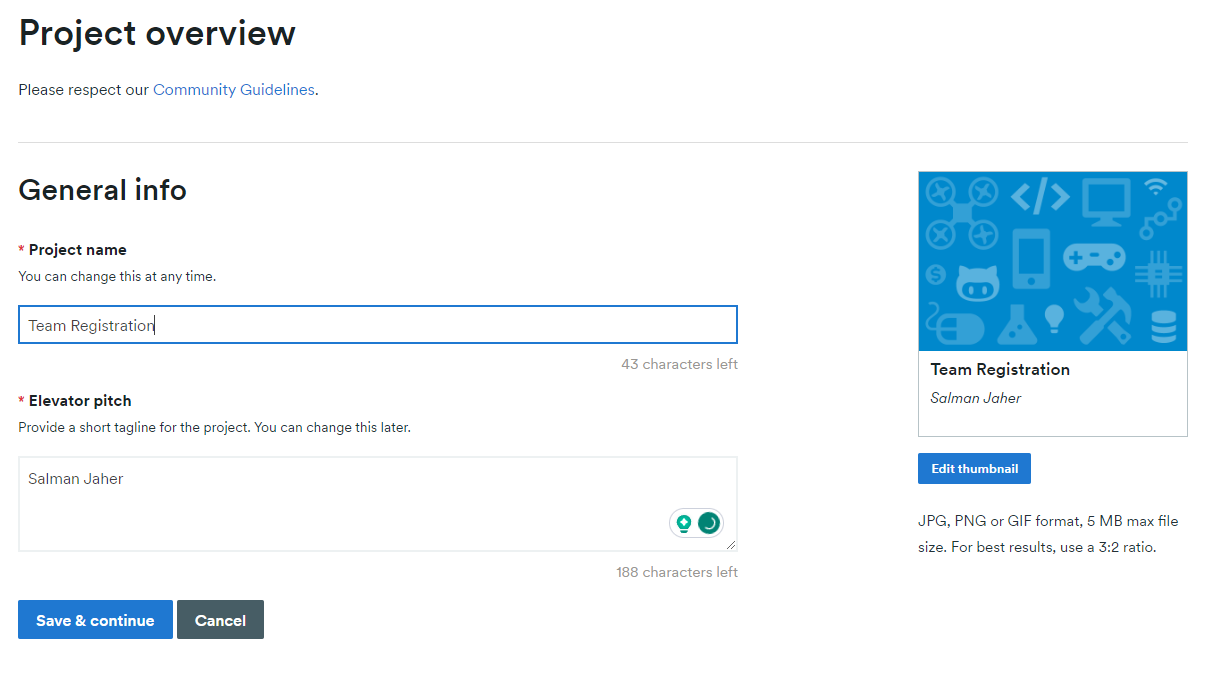 Project overview
Please respect our Community Guidelines.
General info
* Project name
You can change this at any time.
Team Registration
43 characters left
* Elevator pitch
Provide a short tagline for the project. You can change this later.
Salman Jaher
188 characters left
Save & continue
Cancel
</>
$
Team Registration
Salman Jaher
Edit thumbnail
JPG, PNG or GIF format, 5 MB max file
size. For best results, use a 3:2 ratio.